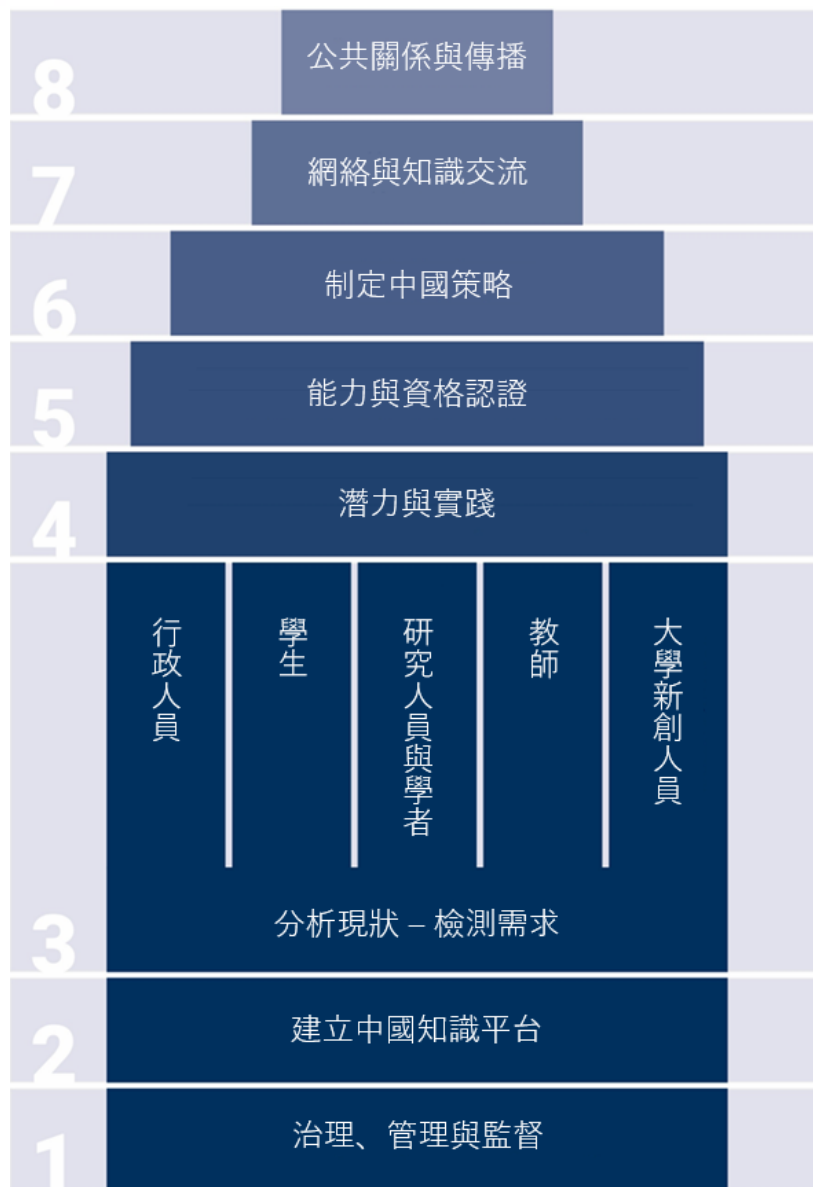 8
公共關係與傳播
7
網絡與知識交流
6
制定中國策略
5
能力與資格認證
4
潛力與實踐
行政人員
學生
研究人員與學者
教師
大學新創人員
3
分析現狀 – 檢測需求
2
建立中國知識平台
1
治理、管理與監督